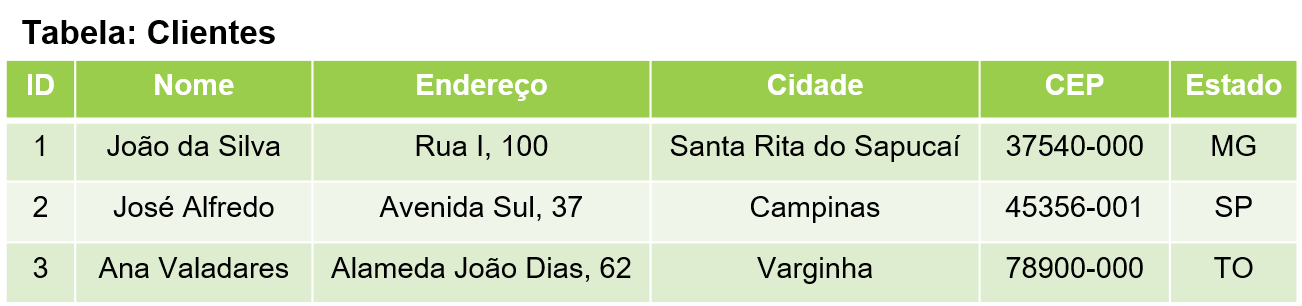 Tabela: Clientes
ID Nome Endereço Cidade CEP Estado
1 João da Silva Rua I, 100 Santa Rita do Sapucaí 37540-000 MG
2 José Alfredo Avenida Sul, 37 Campinas 45356-001 SP
3 Ana Valadares Alameda João Dias, 62 Varginha 78900-000 TO